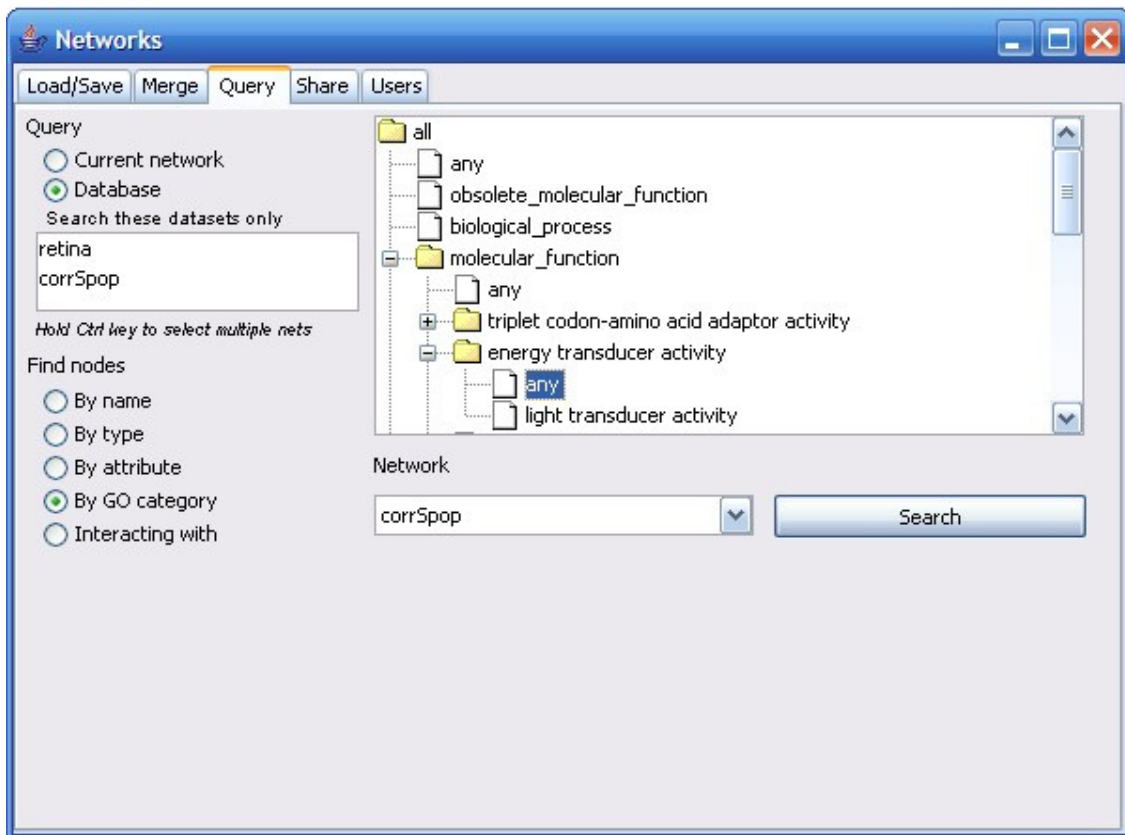 Networks
Load/Save Merge Query Share Users
Query
Current network
Database
Search these datasets only
retina
corrSpop
Hold Ctrl key to select multiple nets
Find nodes
By name
By type
By attribute
By GO category
Interacting with
all
any
obsolete_molecular_function
biological_process
molecular_function
any
triplet codon-amino acid adaptor activity
energy transducer activity
any
light transducer activity
Network
corrSpop
Search